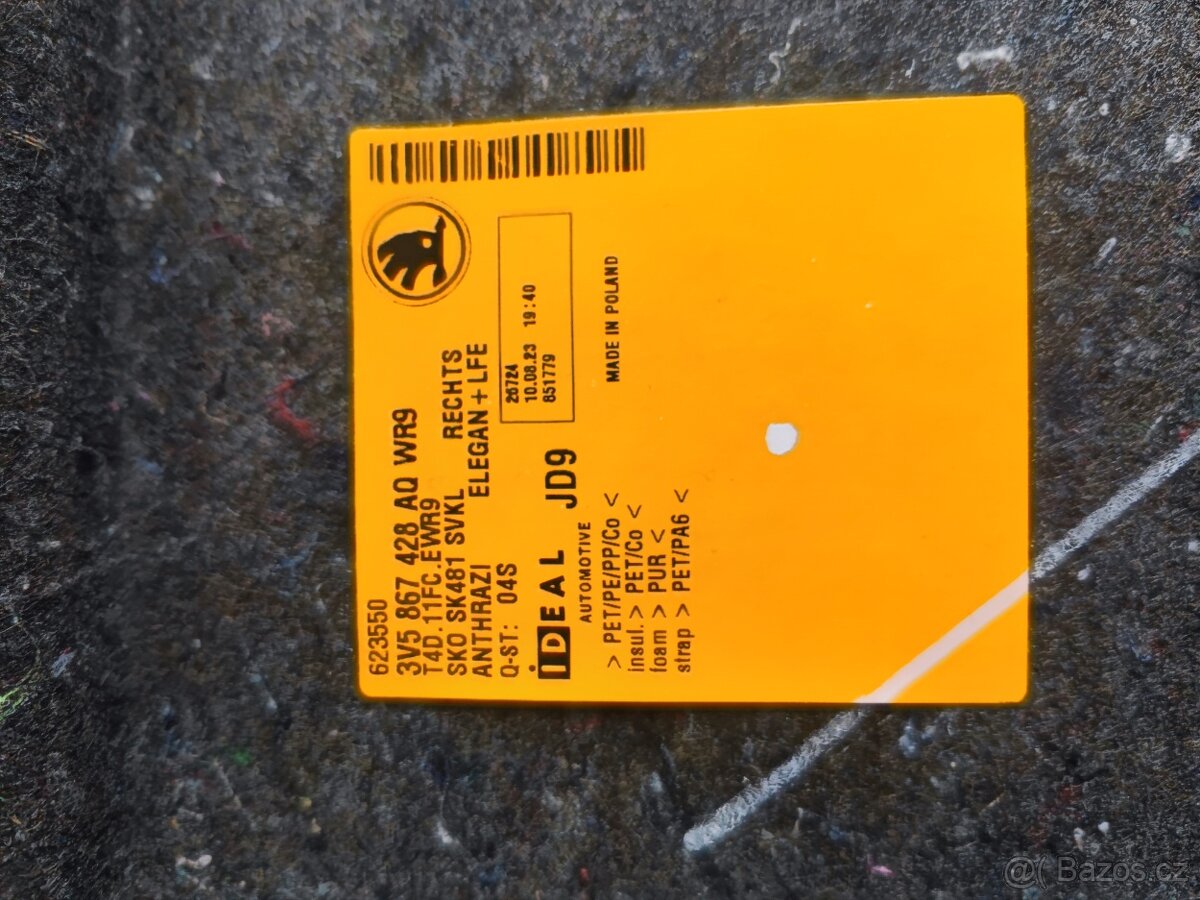 623550
3V5 867 428 AQ WR9
T4D.11FC.EWR9
SKO SK481 SVKL RECHTS
ANTHRAZI ELEGAN+LFE
Q-ST: 04S
iDEAL JD9
AUTOMOTIVE
26724
10.08.23 19:40
851779
MADE IN POLAND
> PET/PE/PP/Co <
insul. > PET/Co <
foam > PUR <
strap > PET/PA6 <
@( Bazos.cz